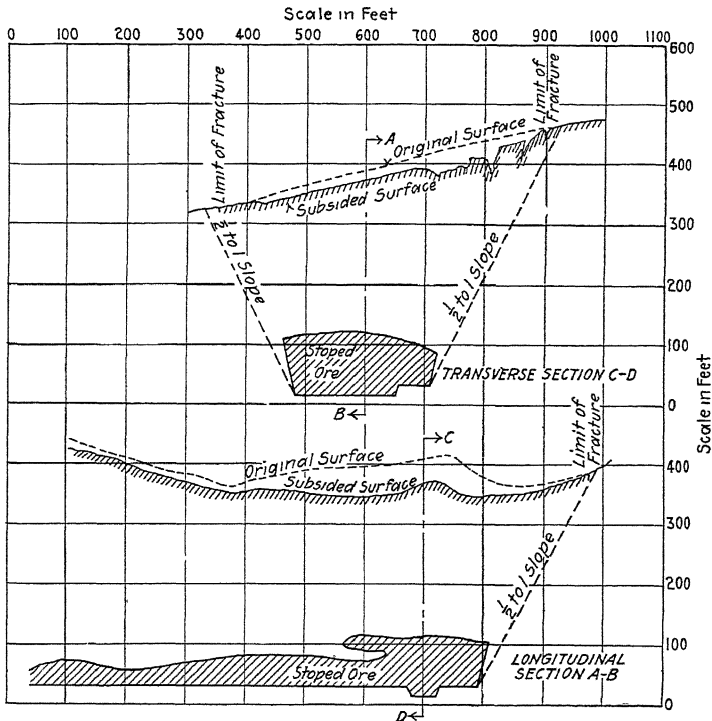 Scale in Feet
0 100 200 300 400 500 600 700 800 900 1000 1100
600
500
400
300
200
100
0
Limit of Fracture
Limit of
Fracture
A
Original Surface
Subsided Surface
1/2 to 1 Slope
1/2 to 1 Slope
Stoped
Ore
TRANSVERSE SECTION C-D
B
Scale in Feet
C
Original Surface
Subsided Surface
Limit of
Fracture
400
300
200
100
0
1/2 to 1 Slope
Stoped Ore
LONGITUDINAL
SECTION A-B
D